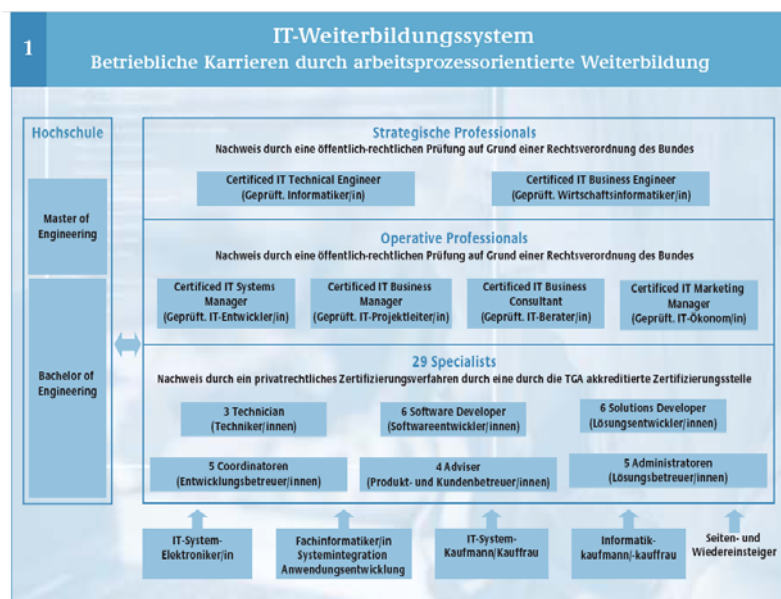 1
IT-Weiterbildungssystem
Betriebliche Karrieren durch arbeitsprozessorientierte Weiterbildung
Hochschule
Master of
Engineering
Bachelor of
Engineering
Strategische Professionals
Nachweis durch eine öffentlich-rechtlichen Prüfung auf Grund einer Rechtsverordnung des Bundes
Certificed IT Technical Engineer
(Geprüft. Informatiker/in)
Certificed IT Business Engineer
(Geprüft. Wirtschaftsinformatiker/in)
Operative Professionals
Nachweis durch eine öffentlich-rechtlichen Prüfung auf Grund einer Rechtsverordnung des Bundes
Certificed IT Systems
Manager
(Geprüft. IT-Entwickler/in)
Certificed IT Business
Manager
(Geprüft. IT-Projektleiter/in)
Certificed IT Business
Consultant
(Geprüft. IT-Berater/in)
Certificed IT Marketing
Manager
(Geprüft. IT-Ökonom/in)
29 Specialists
Nachweis durch ein privatrechtliches Zertifizierungsverfahren durch eine durch die TGA akkreditierte Zertifizierungsstelle
3 Technician
(Techniker/innen)
6 Software Developer
(Softwareentwickler/innen)
6 Solutions Developer
(Lösungsentwickler/innen)
5 Coordinatoren
(Entwicklungsbetreuer/innen)
4 Adviser
(Produkt- und Kundenbetreuer/innen)
5 Administratoren
(Lösungsbetreuer/innen)
IT-System-
Elektroniker/in
Fachinformatiker/in
Systemintegration
Anwendungsentwicklung
IT-System-
Kaufmann/Kauffrau
Informatik-
kaufmann/-kauffrau
Seiten- und
Wiedereinsteiger